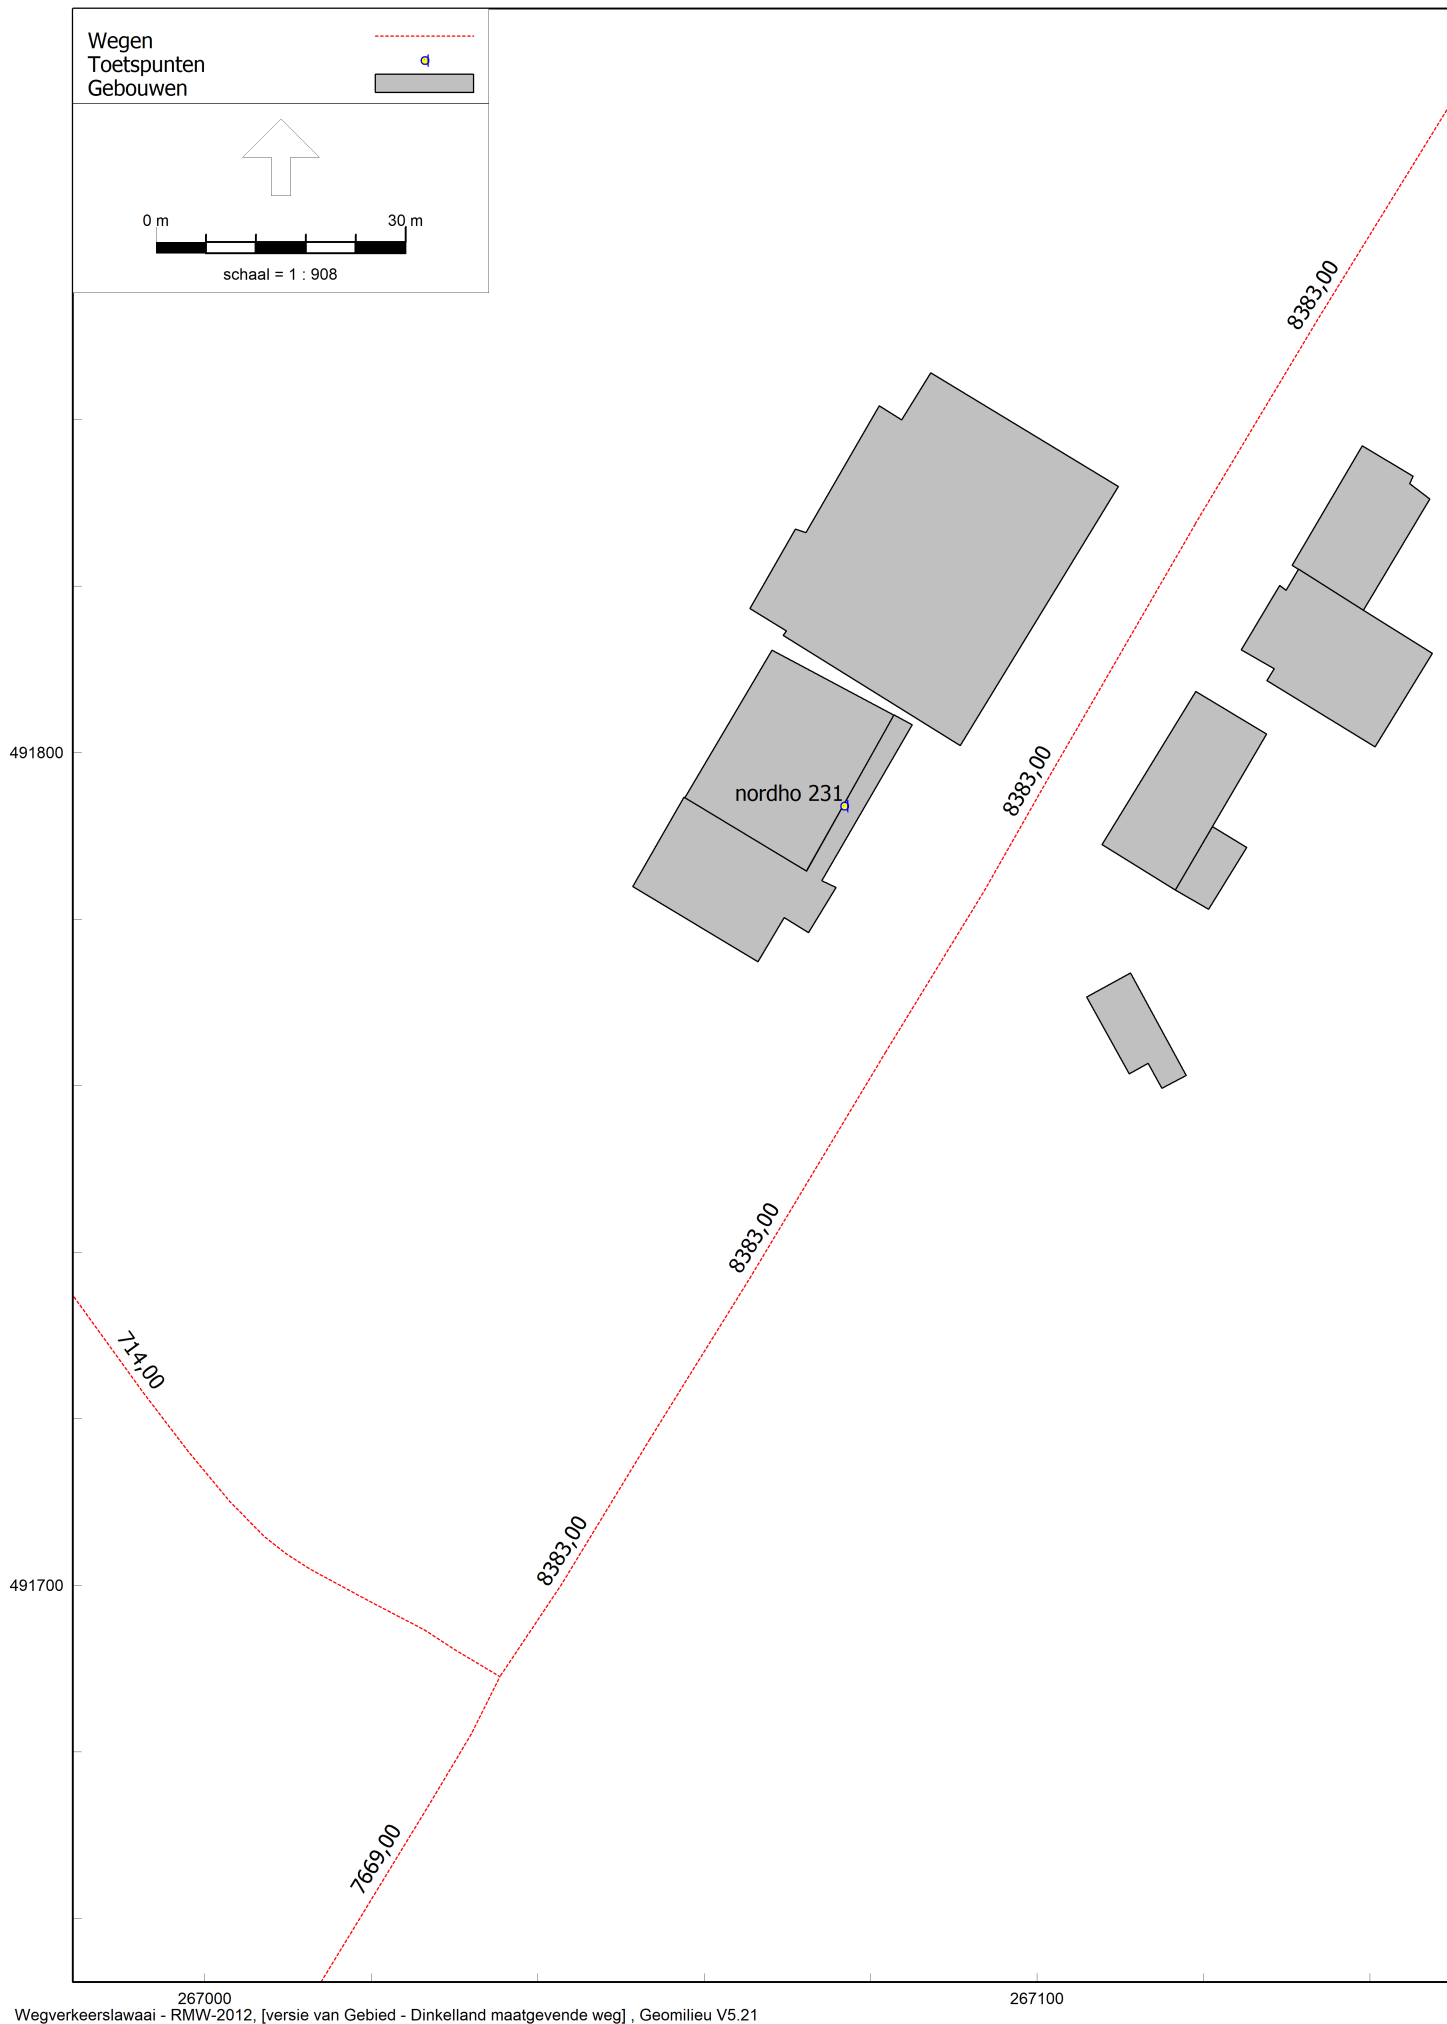 Wegen
Toetspunten
Gebouwen
0 m 30 m
schaal = 1 : 908
8383,00
491800
nordho 231
8383,00
8383,00
714,00
8383,00
491700
7669,00
267000 267100
Wegverkeerslawaai - RMW-2012, [versie van Gebied - Dinkelland maatgevende weg] , Geomilieu V5.21